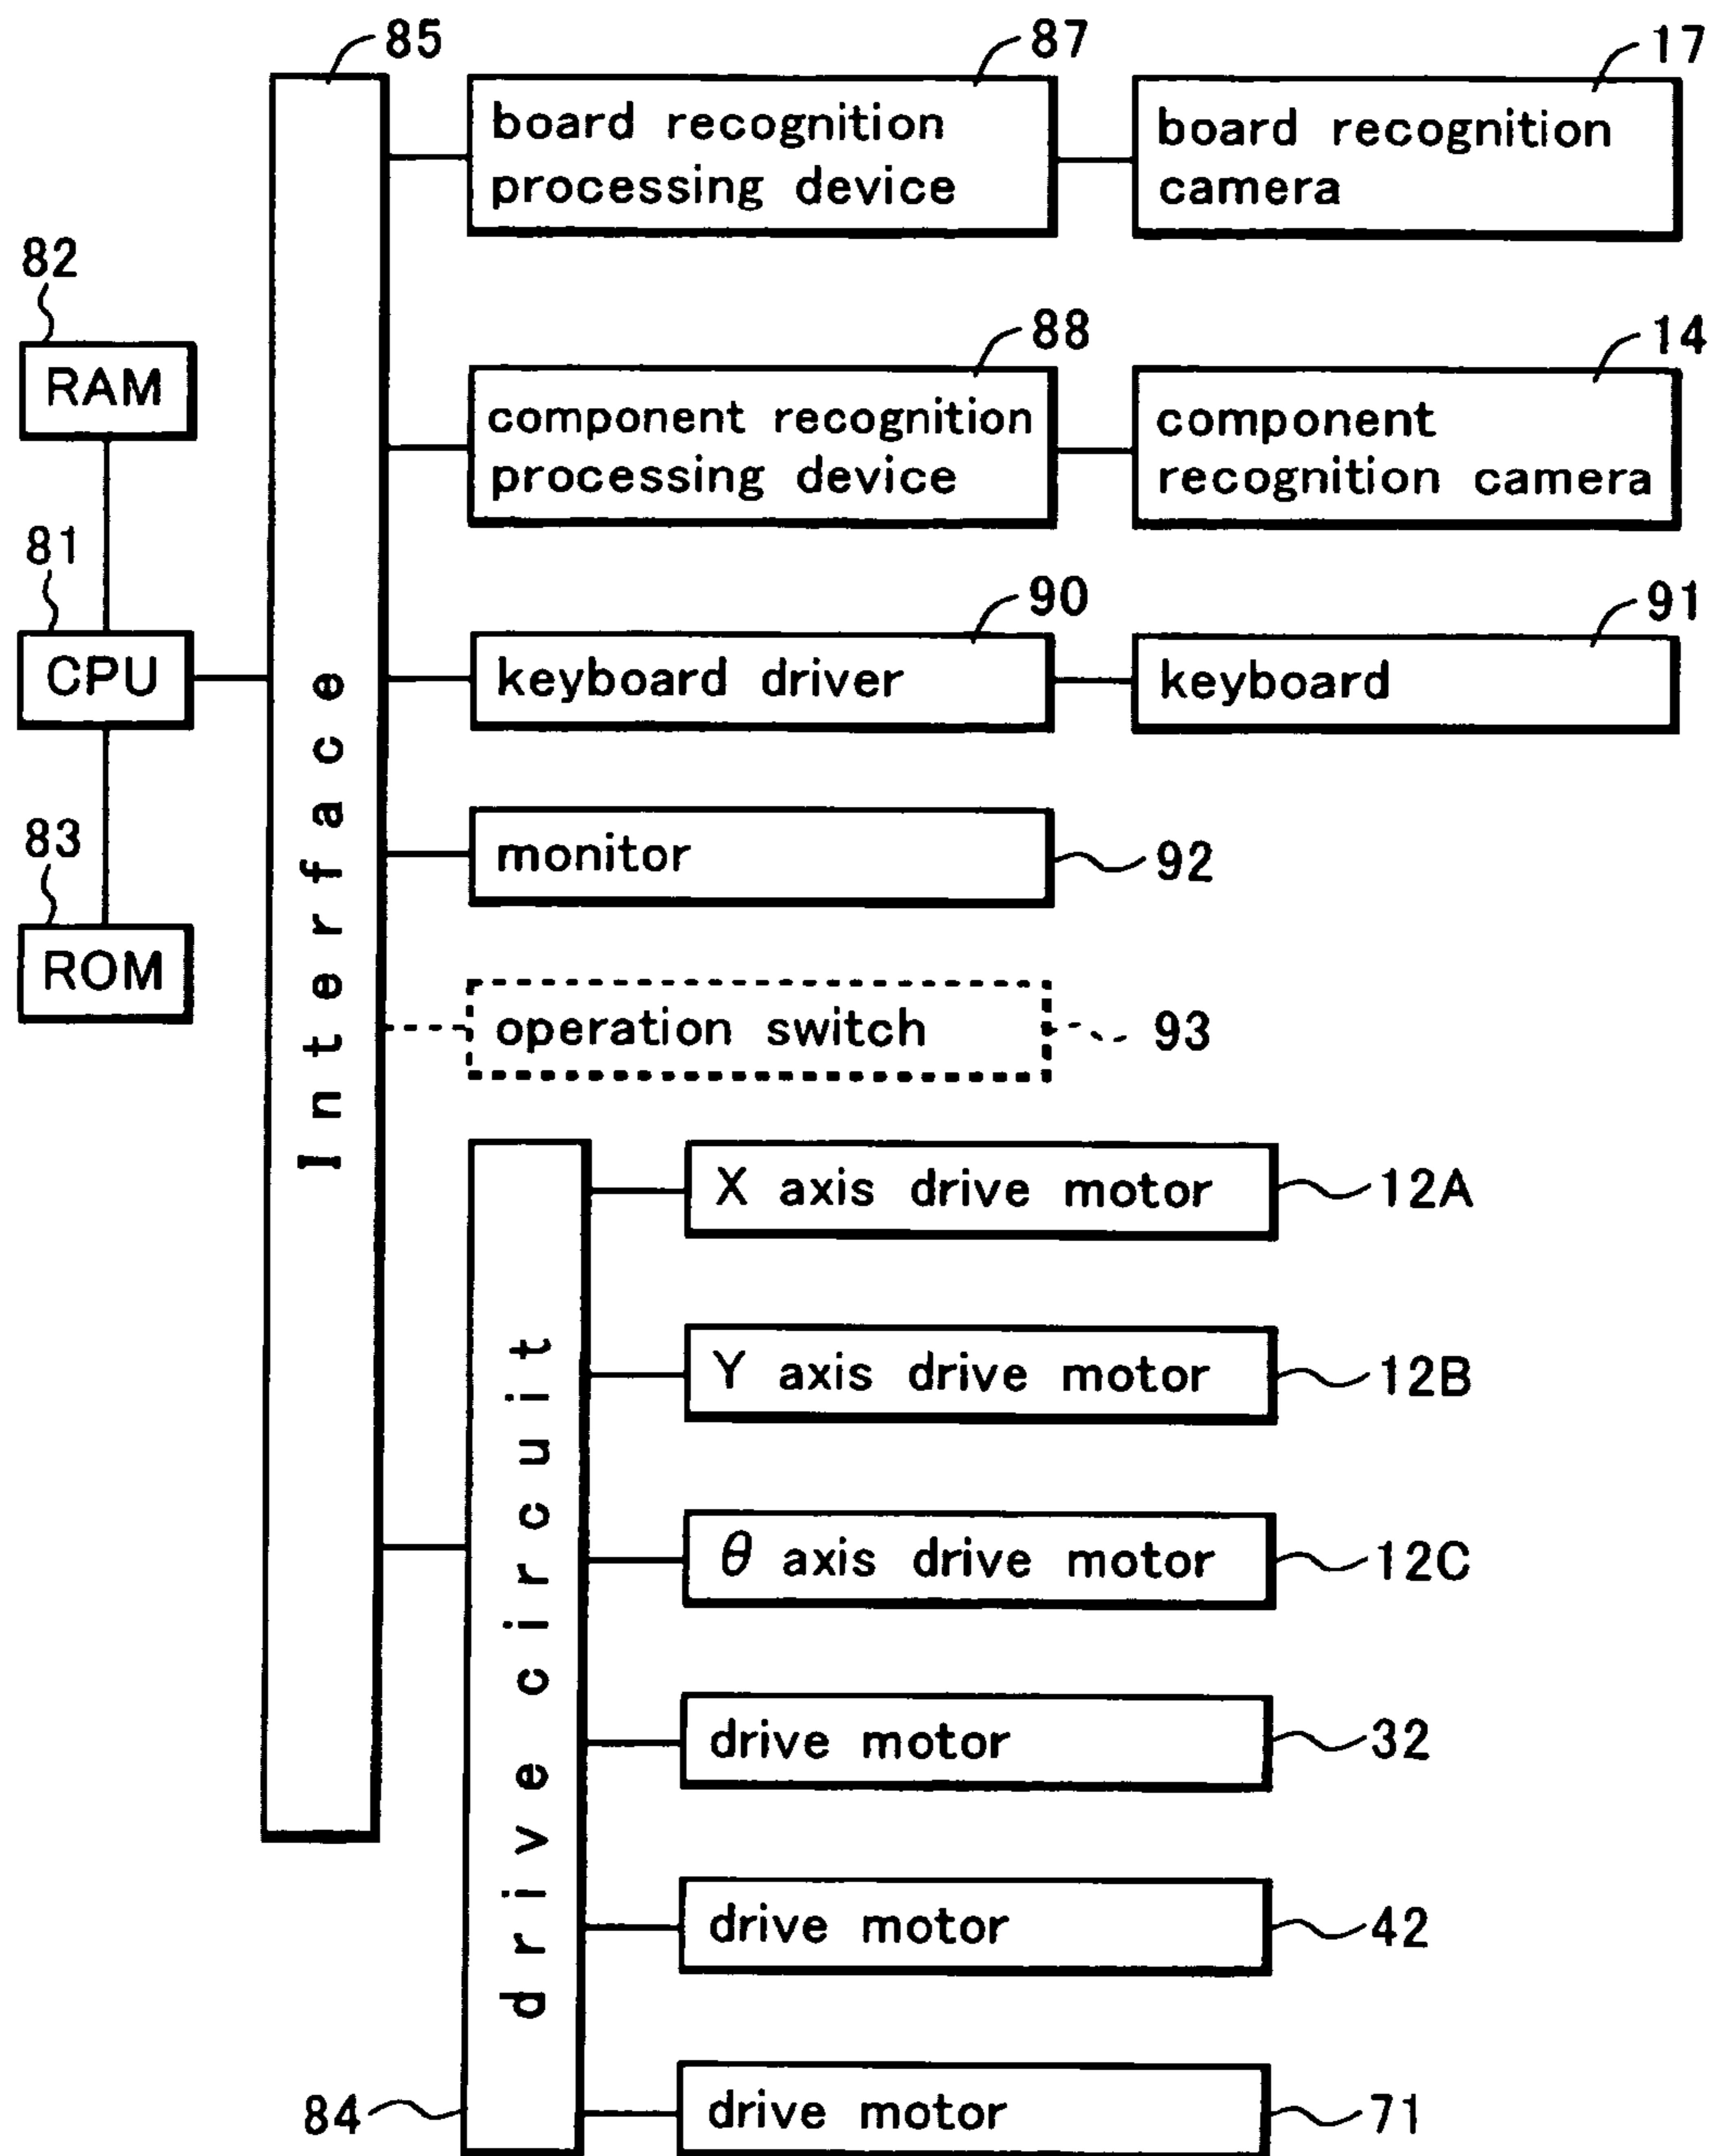 85
87
17
board recognition
processing device
board recognition
camera
82
RAM
88
14
component recognition
processing device
component
recognition camera
81
CPU
90
91
keyboard driver
keyboard
Interface
83
ROM
monitor
92
operation switch
93
drive circuit
84
X axis drive motor
12A
Y axis drive motor
12B
θ axis drive motor
12C
drive motor
32
drive motor
42
drive motor
71